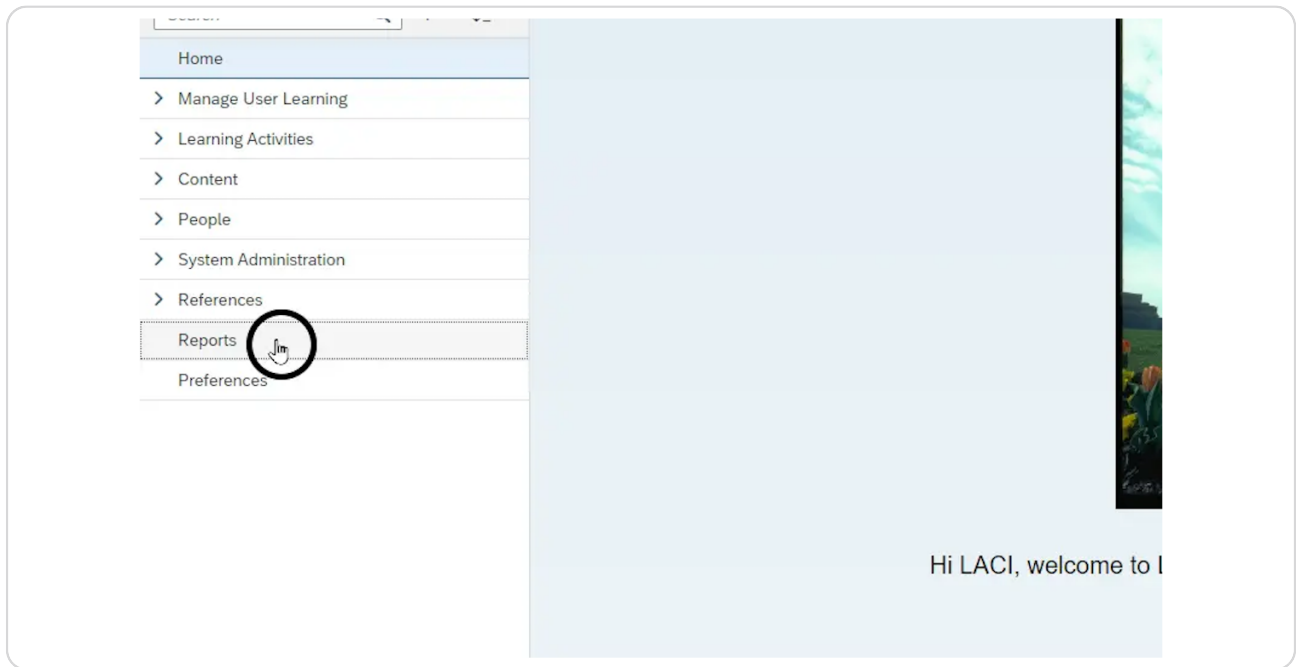 Home
Manage User Learning
Learning Activities
Content
People
System Administration
References
Reports
Preferences
Hi LACI, welcome to